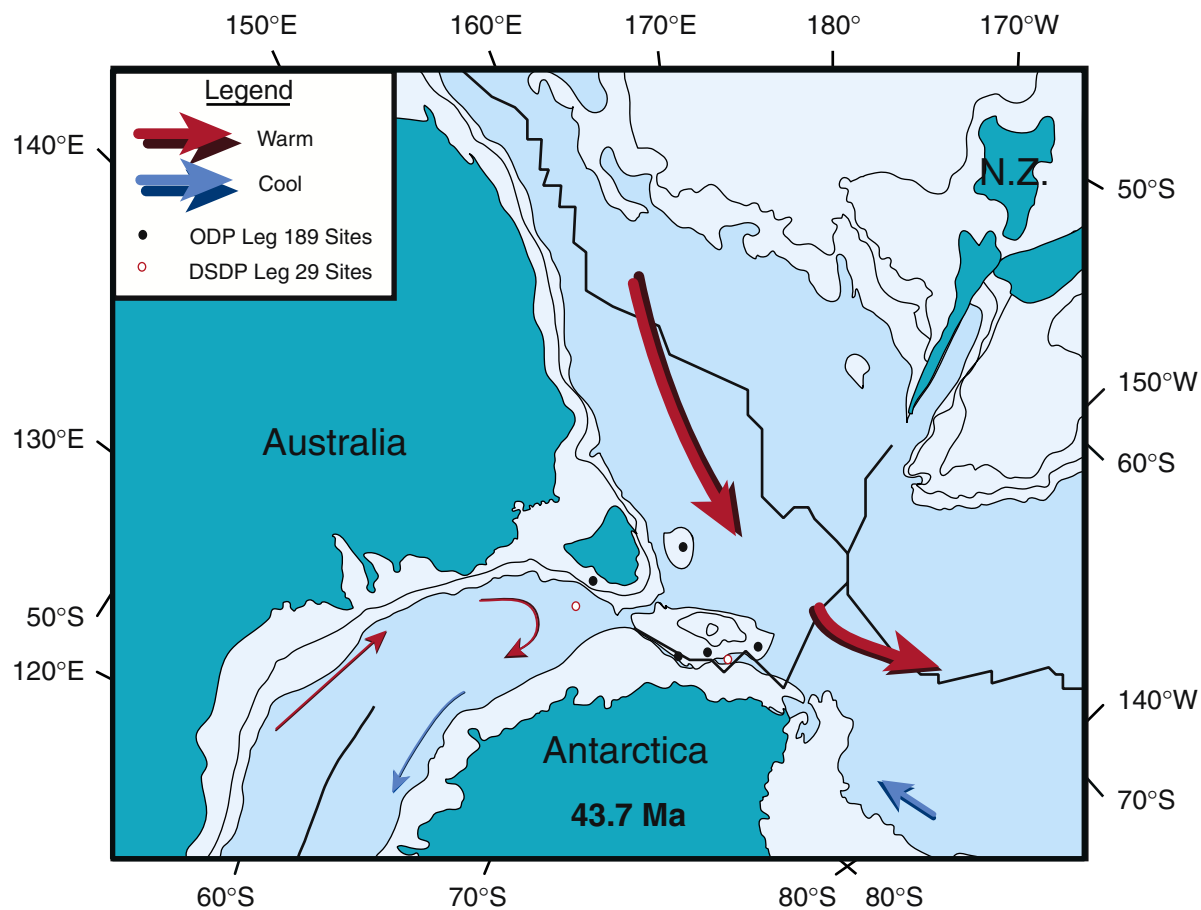 150°E 160°E 170°E 180° 170°W
Legend
Warm
Cool
ODP Leg 189 Sites
DSDP Leg 29 Sites
140°E
N.Z.
50°S
150°W
130°E
Australia
60°S
50°S
120°E
140°W
Antarctica
70°S
43.7 Ma
60°S 70°S 80°S 80°S